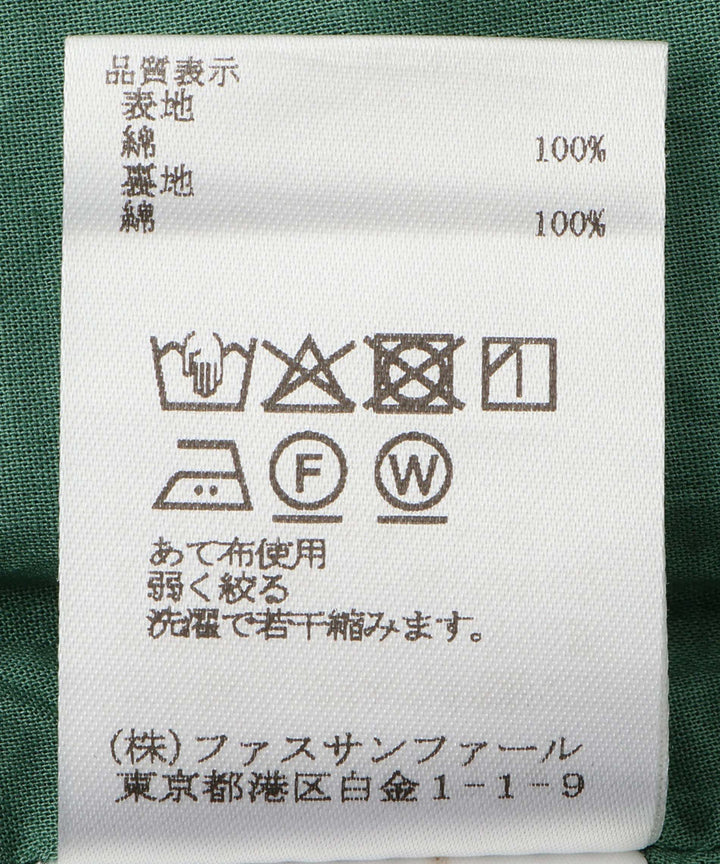 品質表示
表地
綿 100%
裏地
綿 100%
F W
あて布使用
弱く絞る
洗濯で若干縮みます。
(株)ファスサンファール
東京都港区白金1-1-9